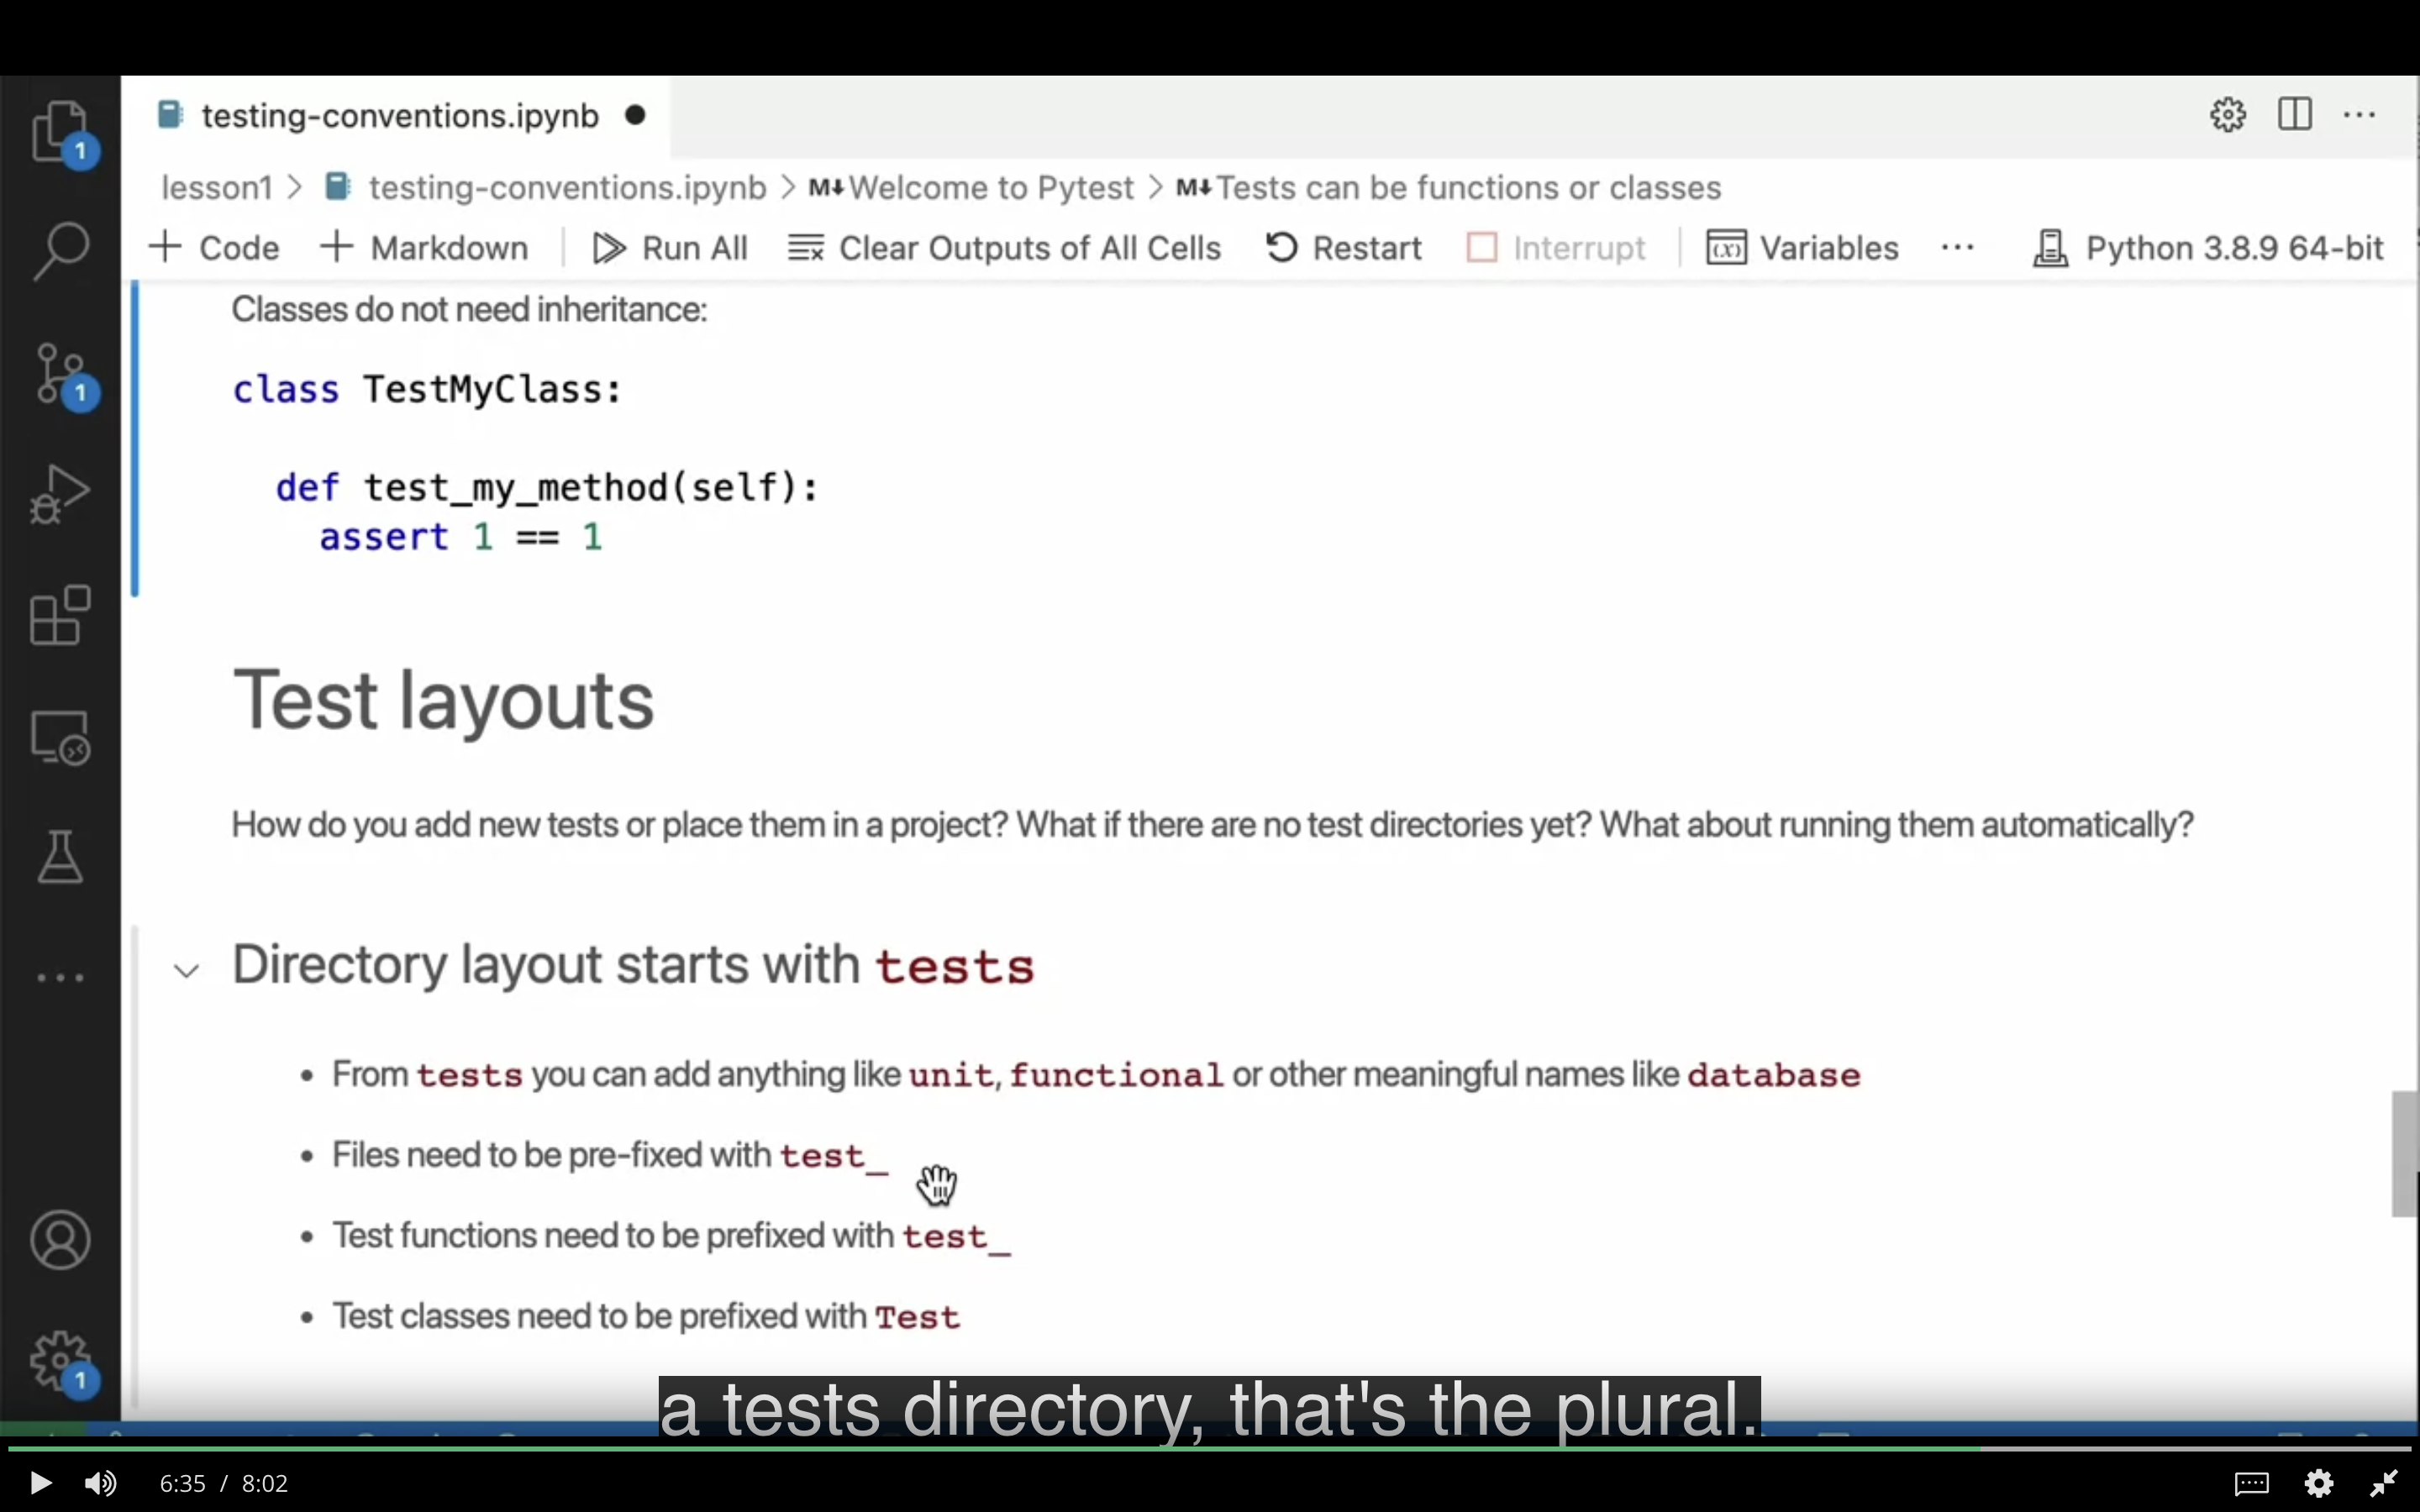 testing-conventions.ipynb
1
lesson1 > testing-conventions.ipynb > M↓Welcome to Pytest > M↓Tests can be functions or classes
+ Code + Markdown Run All Clear Outputs of All Cells Restart Interrupt (x) Variables ··· Python 3.8.9 64-bit
Classes do not need inheritance:
class TestMyClass:
1
def test_my_method(self):
assert 1 == 1
Test layouts
How do you add new tests or place them in a project? What if there are no test directories yet? What about running them automatically?
Directory layout starts with tests
• From tests you can add anything like unit, functional or other meaningful names like database
• Files need to be pre-fixed with test_
• Test functions need to be prefixed with test_
• Test classes need to be prefixed with Test
1
a tests directory, that's the plural.
6:35 / 8:02